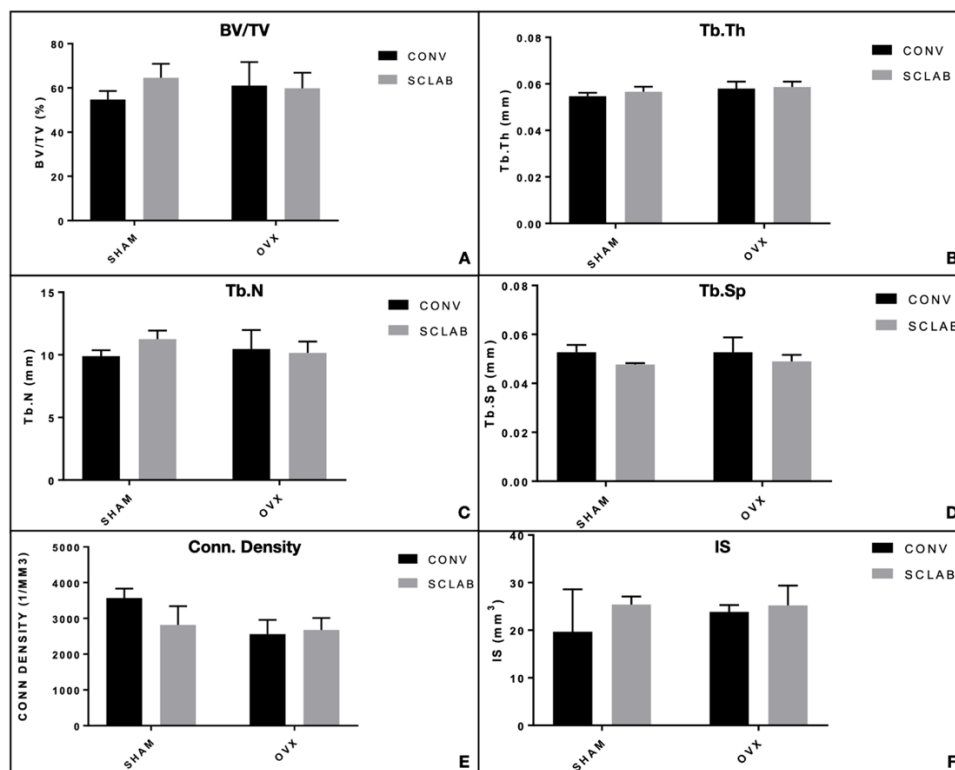 BV/TV
CONV
SCLAB
80
60
40
20
0
BV/TV (%)
SHAM
OVX
A
Tb.Th
CONV
SCLAB
0.08
0.06
0.04
0.02
0.00
Tb.Th (mm)
SHAM
OVX
B
Tb.N
CONV
SCLAB
15
10
5
0
Tb.N (mm)
SHAM
OVX
C
Tb.Sp
CONV
SCLAB
0.08
0.06
0.04
0.02
0.00
Tb.Sp (mm)
SHAM
OVX
D
Conn. Density
CONV
SCLAB
5000
4000
3000
2000
1000
0
CONN DENSITY (1/MM3)
SHAM
OVX
E
IS
CONV
SCLAB
40
30
20
10
0
IS (mm³)
SHAM
OVX
F